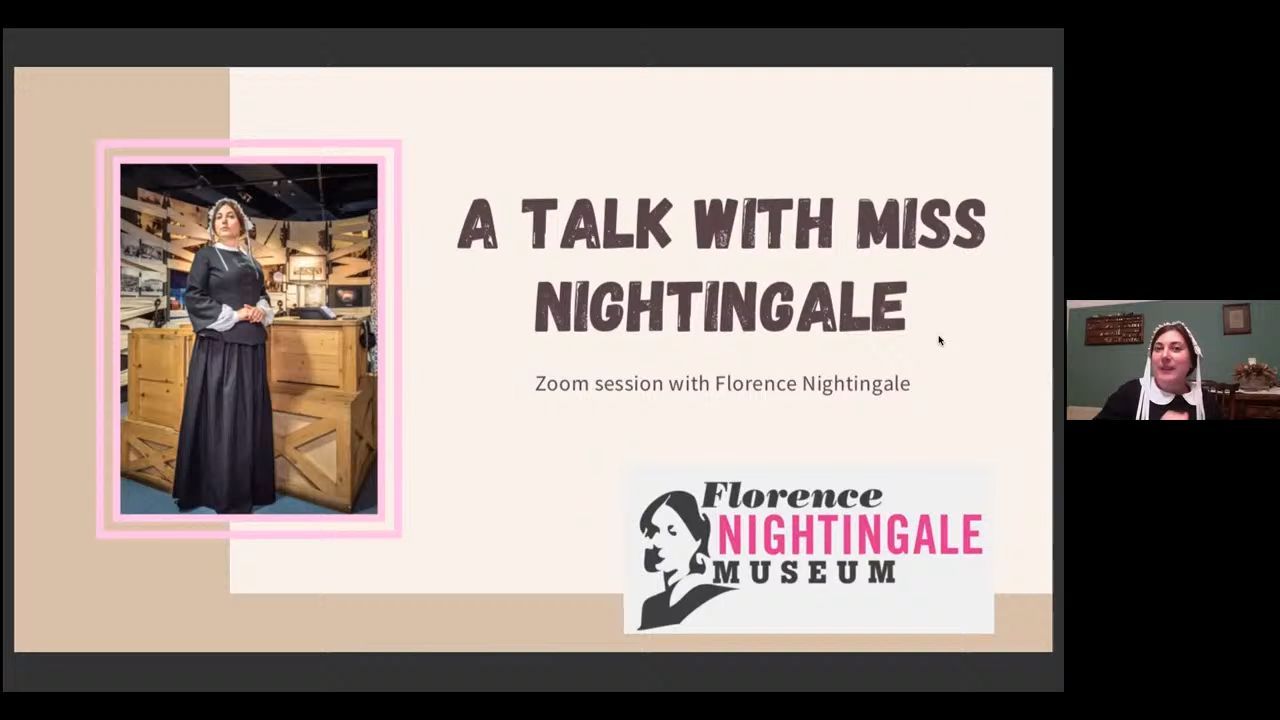 A TALK WITH MISS
NIGHTINGALE
Zoom session with Florence Nightingale
Florence
NIGHTINGALE
MUSEUM